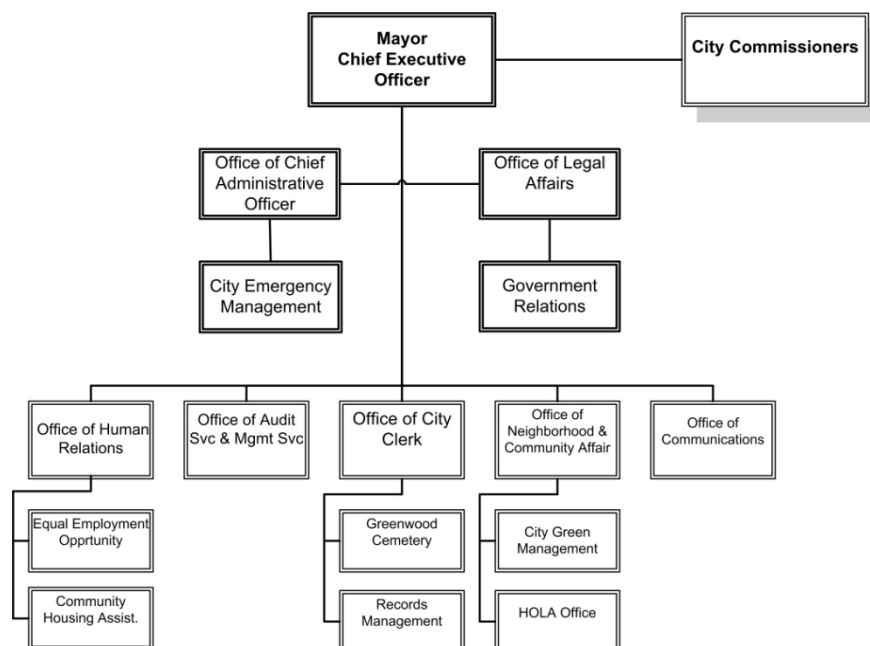 Mayor
Chief Executive
Officer
City Commissioners
Office of Chief
Administrative
Officer
Office of Legal
Affairs
City Emergency
Management
Government
Relations
Office of Human
Relations
Office of Audit
Svc & Mgmt Svc
Office of City
Clerk
Office of
Neighborhood &
Community Affair
Office of
Communications
Equal Employment
Opprtunity
Greenwood
Cemetery
City Green
Management
Community
Housing Assist.
Records
Management
HOLA Office